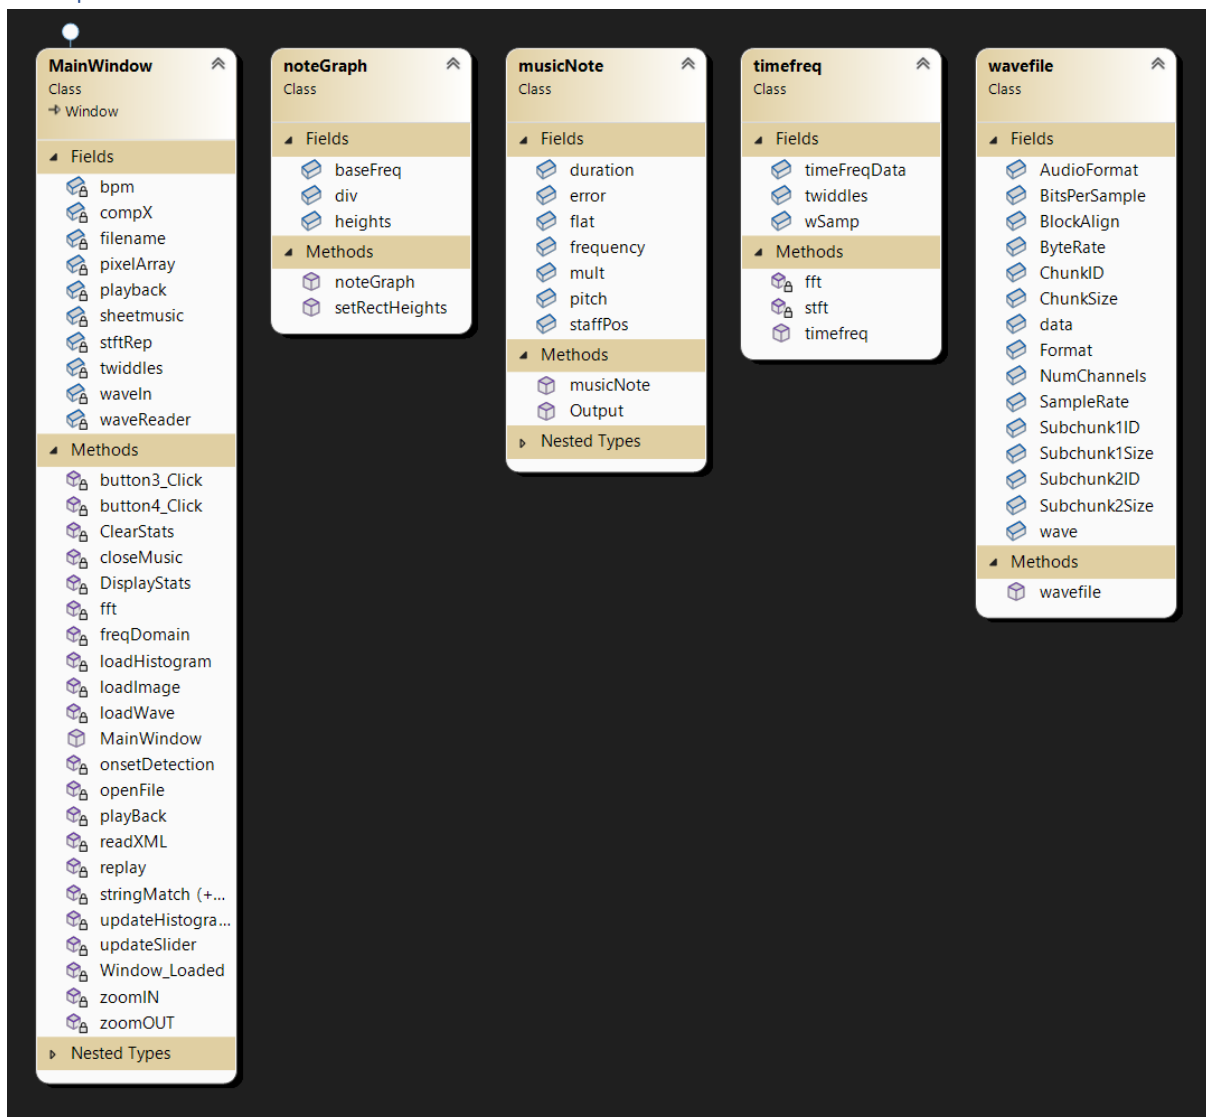 MainWindow
Class
Window
Fields
bpm
compX
filename
pixelArray
playback
sheetmusic
stftRep
twiddles
waveIn
waveReader
Methods
button3_Click
button4_Click
ClearStats
closeMusic
DisplayStats
fft
freqDomain
loadHistogram
loadImage
loadWave
MainWindow
onsetDetection
openFile
playBack
readXML
replay
stringMatch (+...
updateHistogra...
updateSlider
Window_Loaded
zoomIN
zoomOUT
Nested Types
noteGraph
Class
Fields
baseFreq
div
heights
Methods
noteGraph
setRectHeights
musicNote
Class
Fields
duration
error
flat
frequency
mult
pitch
staffPos
Methods
musicNote
Output
Nested Types
timefreq
Class
Fields
timeFreqData
twiddles
wSamp
Methods
fft
stft
timefreq
wavefile
Class
Fields
AudioFormat
BitsPerSample
BlockAlign
ByteRate
ChunkID
ChunkSize
data
Format
NumChannels
SampleRate
Subchunk1ID
Subchunk1Size
Subchunk2ID
Subchunk2Size
wave
Methods
wavefile